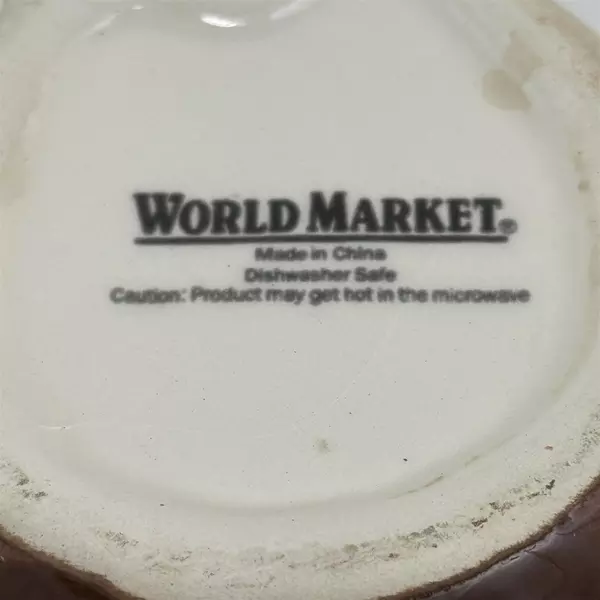 WORLD MARKET®
Made in China
Dishwasher Safe
Caution: Product may get hot in the microwave